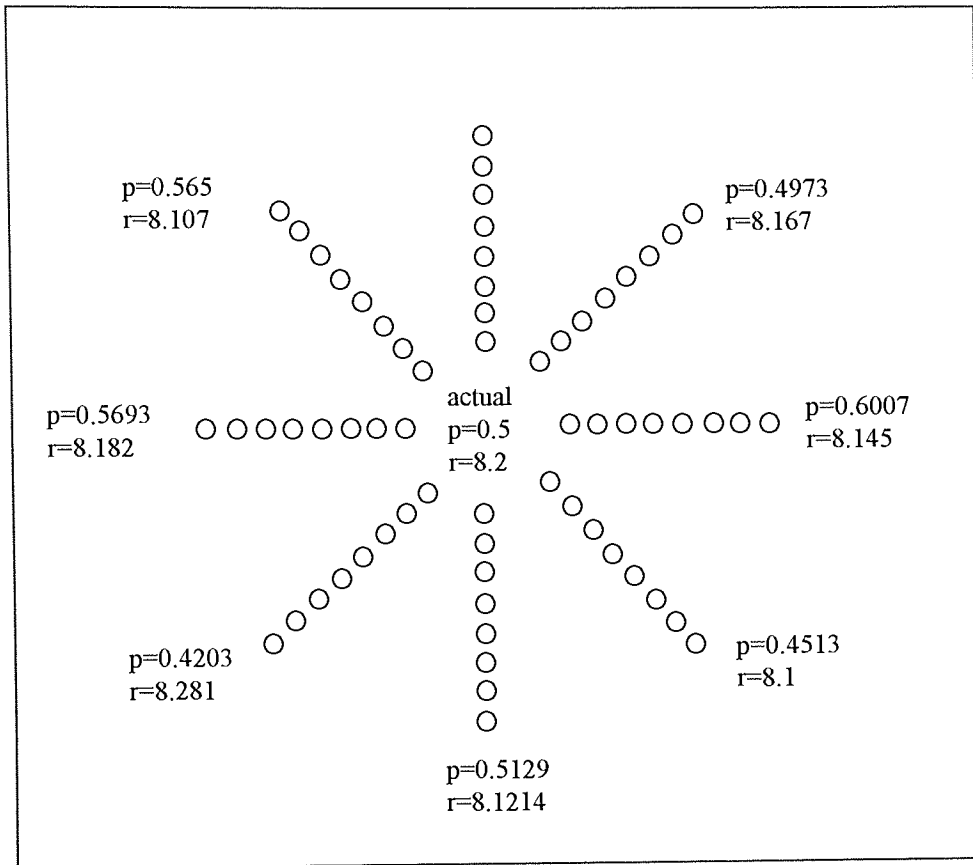 p=0.565
r=8.107
p=0.4973
r=8.167
actual
p=0.5
r=8.2
p=0.5693
r=8.182
p=0.6007
r=8.145
p=0.4203
r=8.281
p=0.4513
r=8.1
p=0.5129
r=8.1214